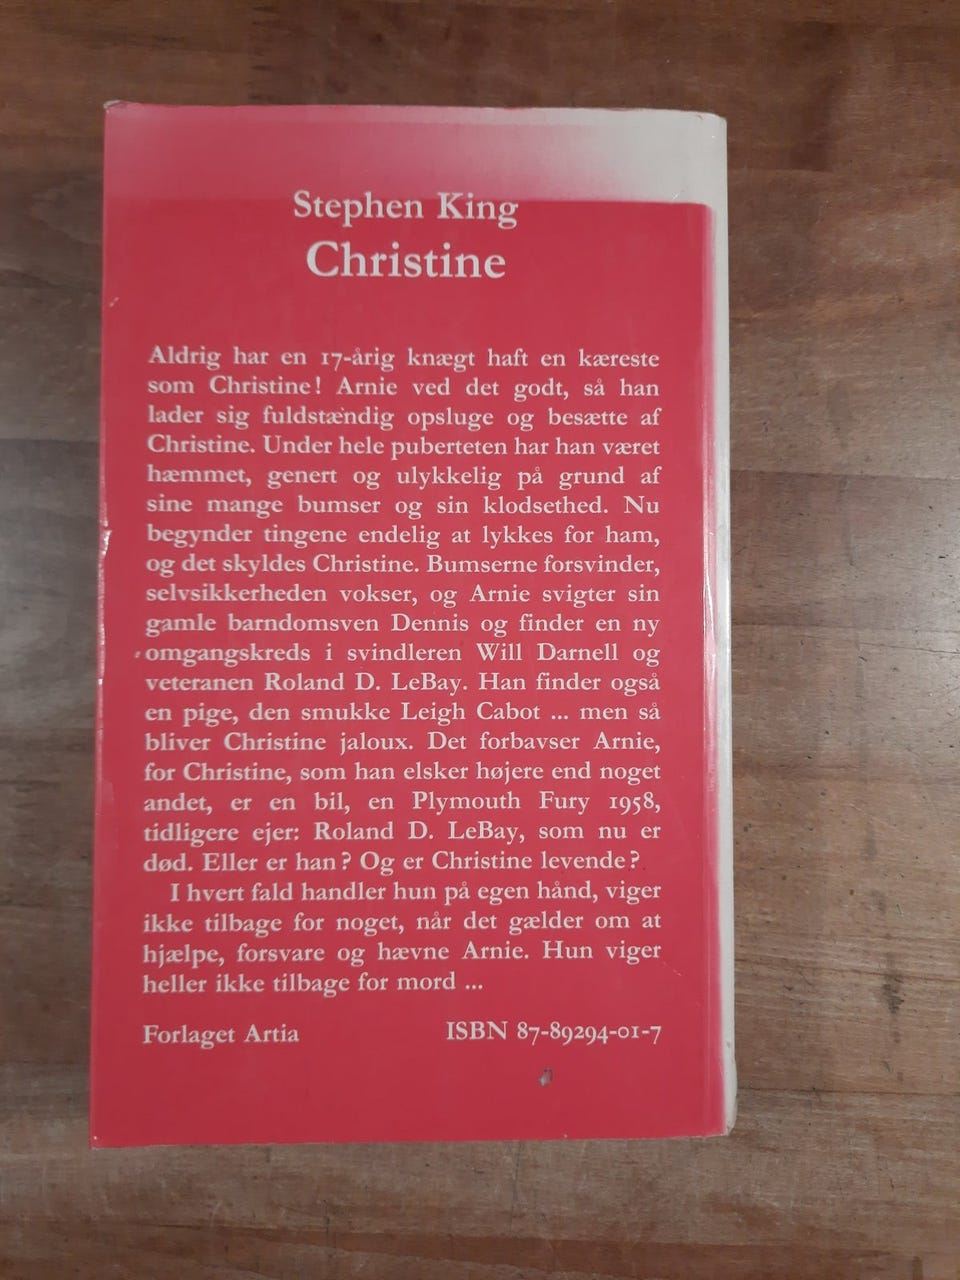 Stephen King
Christine
Aldrig har en 17-årig knægt haft en kæreste
som Christine! Arnie ved det godt, så han
lader sig fuldstændig opsluge og besætte af
Christine. Under hele puberteten har han været
hæmmet, genert og ulykkelig på grund af
sine mange bumser og sin klodsethed. Nu
begynder tingene endelig at lykkes for ham,
og det skyldes Christine. Bumserne forsvinder,
selvsikkerheden vokser, og Arnie svigter sin
gamle barndomsven Dennis og finder en ny
omgangskreds i svindleren Will Darnell og
veteranen Roland D. LeBay. Han finder også
en pige, den smukke Leigh Cabot ... men så
bliver Christine jaloux. Det forbavser Arnie,
for Christine, som han elsker højere end noget
andet, er en bil, en Plymouth Fury 1958,
tidligere ejer: Roland D. LeBay, som nu er
død. Eller er han? Og er Christine levende?
I hvert fald handler hun på egen hånd, viger
ikke tilbage for noget, når det gælder om at
hjælpe, forsvare og hævne Arnie. Hun viger
heller ikke tilbage for mord ...
Forlaget Artia ISBN 87-89294-01-7